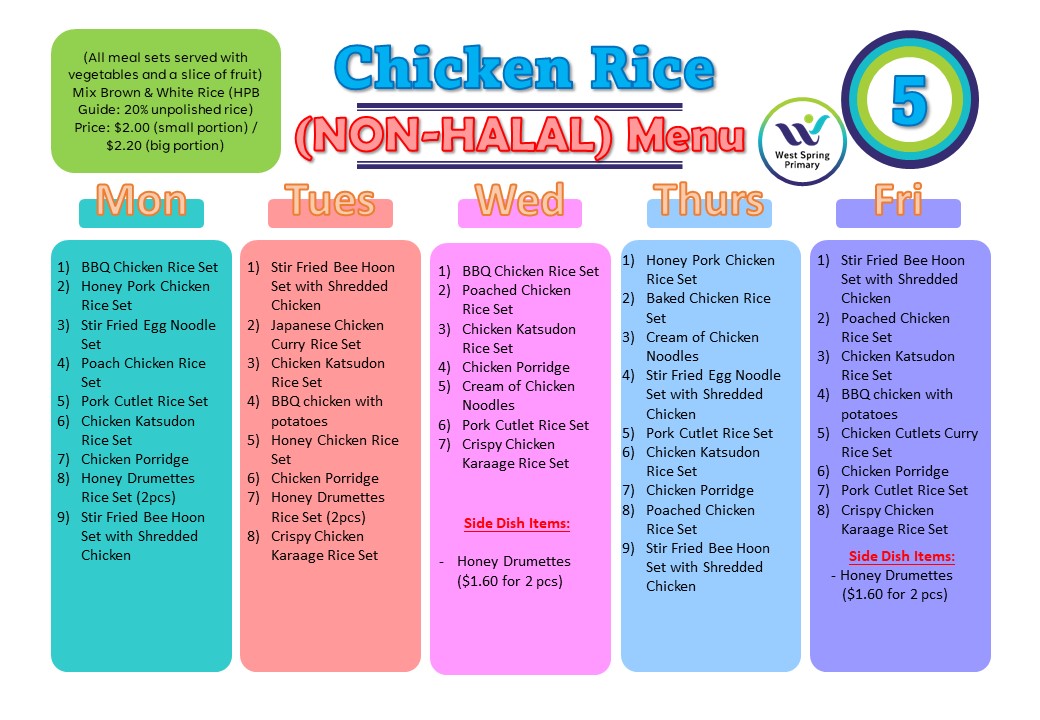 (All meal sets served with
vegetables and a slice of fruit)
Mix Brown & White Rice (HPB
Guide: 20% unpolished rice)
Price: $2.00 (small portion) /
$2.20 (big portion)
Chicken Rice
(NON-HALAL) Menu
West Spring
Primary
5
Mon
1) BBQ Chicken Rice Set
2) Honey Pork Chicken
Rice Set
3) Stir Fried Egg Noodle
Set
4) Poach Chicken Rice
Set
5) Pork Cutlet Rice Set
6) Chicken Katsudon
Rice Set
7) Chicken Porridge
8) Honey Drumettes
Rice Set (2pcs)
9) Stir Fried Bee Hoon
Set with Shredded
Chicken
Tues
1) Stir Fried Bee Hoon
Set with Shredded
Chicken
2) Japanese Chicken
Curry Rice Set
3) Chicken Katsudon
Rice Set
4) BBQ chicken with
potatoes
5) Honey Chicken Rice
Set
6) Chicken Porridge
7) Honey Drumettes
Rice Set (2pcs)
8) Crispy Chicken
Karaage Rice Set
Wed
1) BBQ Chicken Rice Set
2) Poached Chicken
Rice Set
3) Chicken Katsudon
Rice Set
4) Chicken Porridge
5) Cream of Chicken
Noodles
6) Pork Cutlet Rice Set
7) Crispy Chicken
Karaage Rice Set
Side Dish Items:
- Honey Drumettes
($1.60 for 2 pcs)
Thurs
1) Honey Pork Chicken
Rice Set
2) Baked Chicken Rice
Set
3) Cream of Chicken
Noodles
4) Stir Fried Egg Noodle
Set with Shredded
Chicken
5) Pork Cutlet Rice Set
6) Chicken Katsudon
Rice Set
7) Chicken Porridge
8) Poached Chicken
Rice Set
9) Stir Fried Bee Hoon
Set with Shredded
Chicken
Fri
1) Stir Fried Bee Hoon
Set with Shredded
Chicken
2) Poached Chicken
Rice Set
3) Chicken Katsudon
Rice Set
4) BBQ chicken with
potatoes
5) Chicken Cutlets Curry
Rice Set
6) Chicken Porridge
7) Pork Cutlet Rice Set
8) Crispy Chicken
Karaage Rice Set
Side Dish Items:
- Honey Drumettes
($1.60 for 2 pcs)